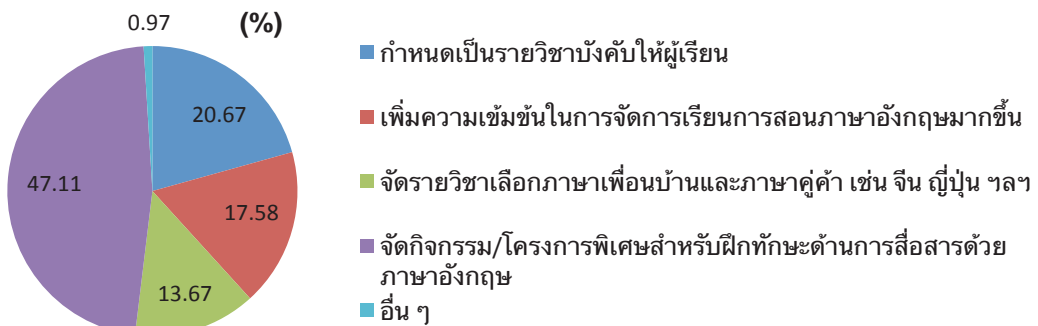 0.97
(%)
20.67
17.58
13.67
47.11
กำหนดเป็นรายวิชาบังคับให้ผู้เรียน
เพิ่มความเข้มข้นในการจัดการเรียนการสอนภาษาอังกฤษมากขึ้น
จัดรายวิชาเลือกภาษาเพื่อนบ้านและภาษาคู่ค้า เช่น จีน ญี่ปุ่น ฯลฯ
จัดกิจกรรม/โครงการพิเศษสำหรับฝึกทักษะด้านการสื่อสารด้วย
ภาษาอังกฤษ
อื่น ๆ